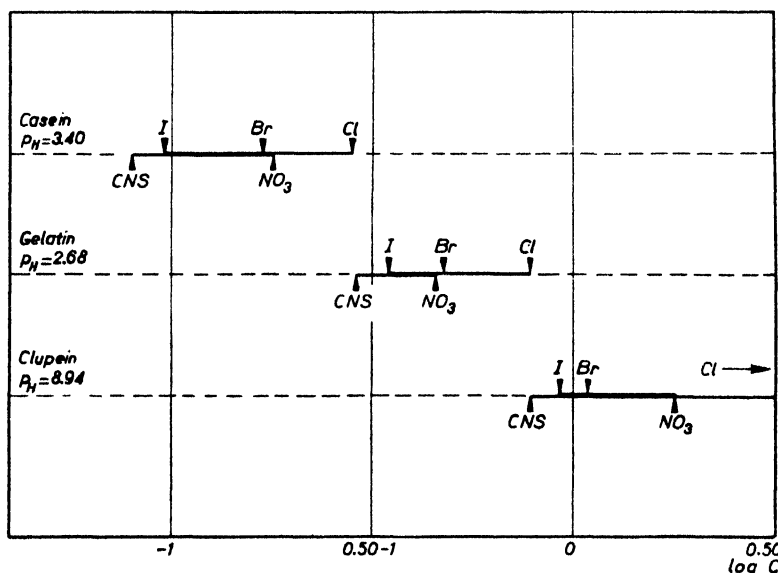 Casein
pH=3.40
I Br Cl
CNS NO3
Gelatin
pH=2.68
I Br Cl
CNS NO3
Clupein
pH=8.94
I Br Cl
CNS NO3
-1 0.50-1 0 0.50
log C